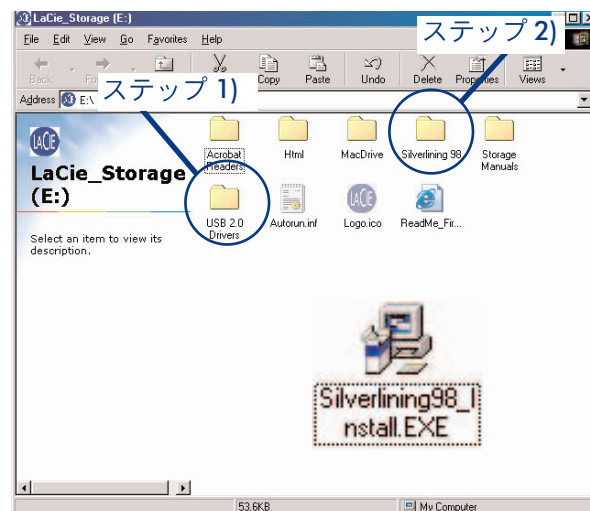 LaCie_Storage (E:)
File Edit View Go Favorites Help
ステップ 2)
Back Copy Paste Undo Delete Properties Views
Address E:\
ステップ 1)
LACIE
LaCie_Storage
(E:)
Select an item to view its
description.
Acrobat
Readers
Html
MacDrive
Silverlining 98
Storage
Manuals
USB 2.0
Drivers
Autorun.inf
LACIE
Logo.ico
ReadMe_Fir...
Silverlining98_I
nstall.EXE
53.6KB My Computer